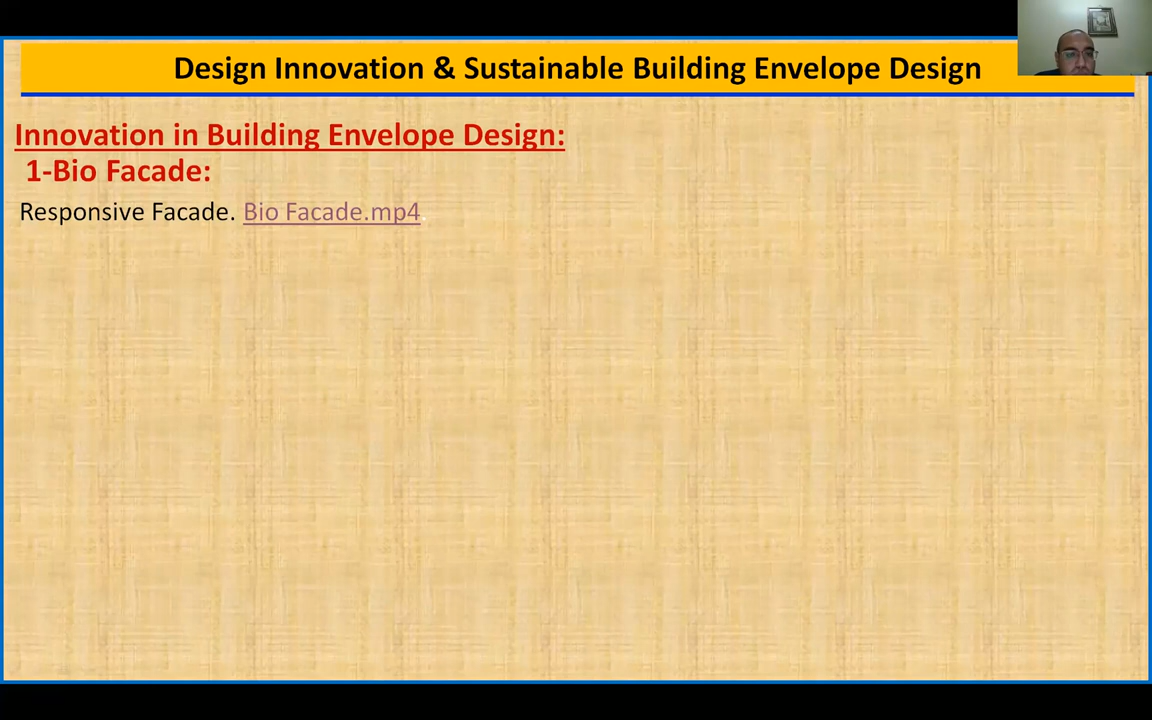 Design Innovation & Sustainable Building Envelope Design
Innovation in Building Envelope Design:
1-Bio Facade:
Responsive Facade. Bio Facade.mp4.